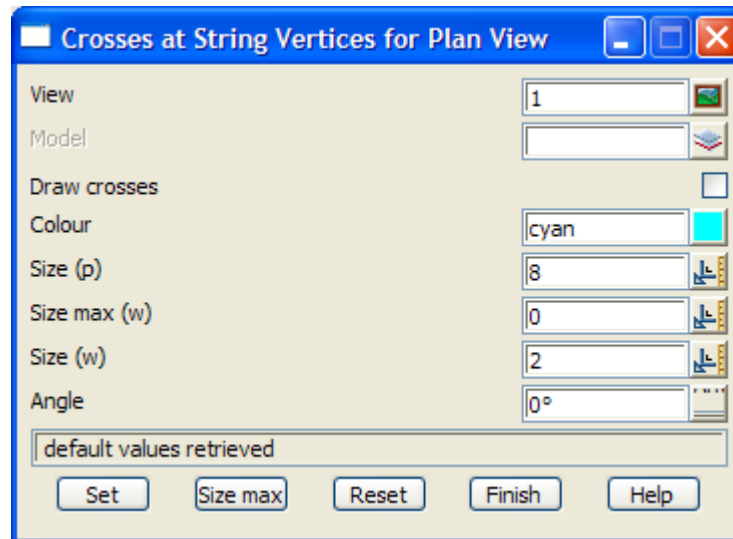 Crosses at String Vertices for Plan View
View 1
Model
Draw crosses
Colour cyan
Size (p) 8
Size max (w) 0
Size (w) 2
Angle 0°
default values retrieved
Set Size max Reset Finish Help